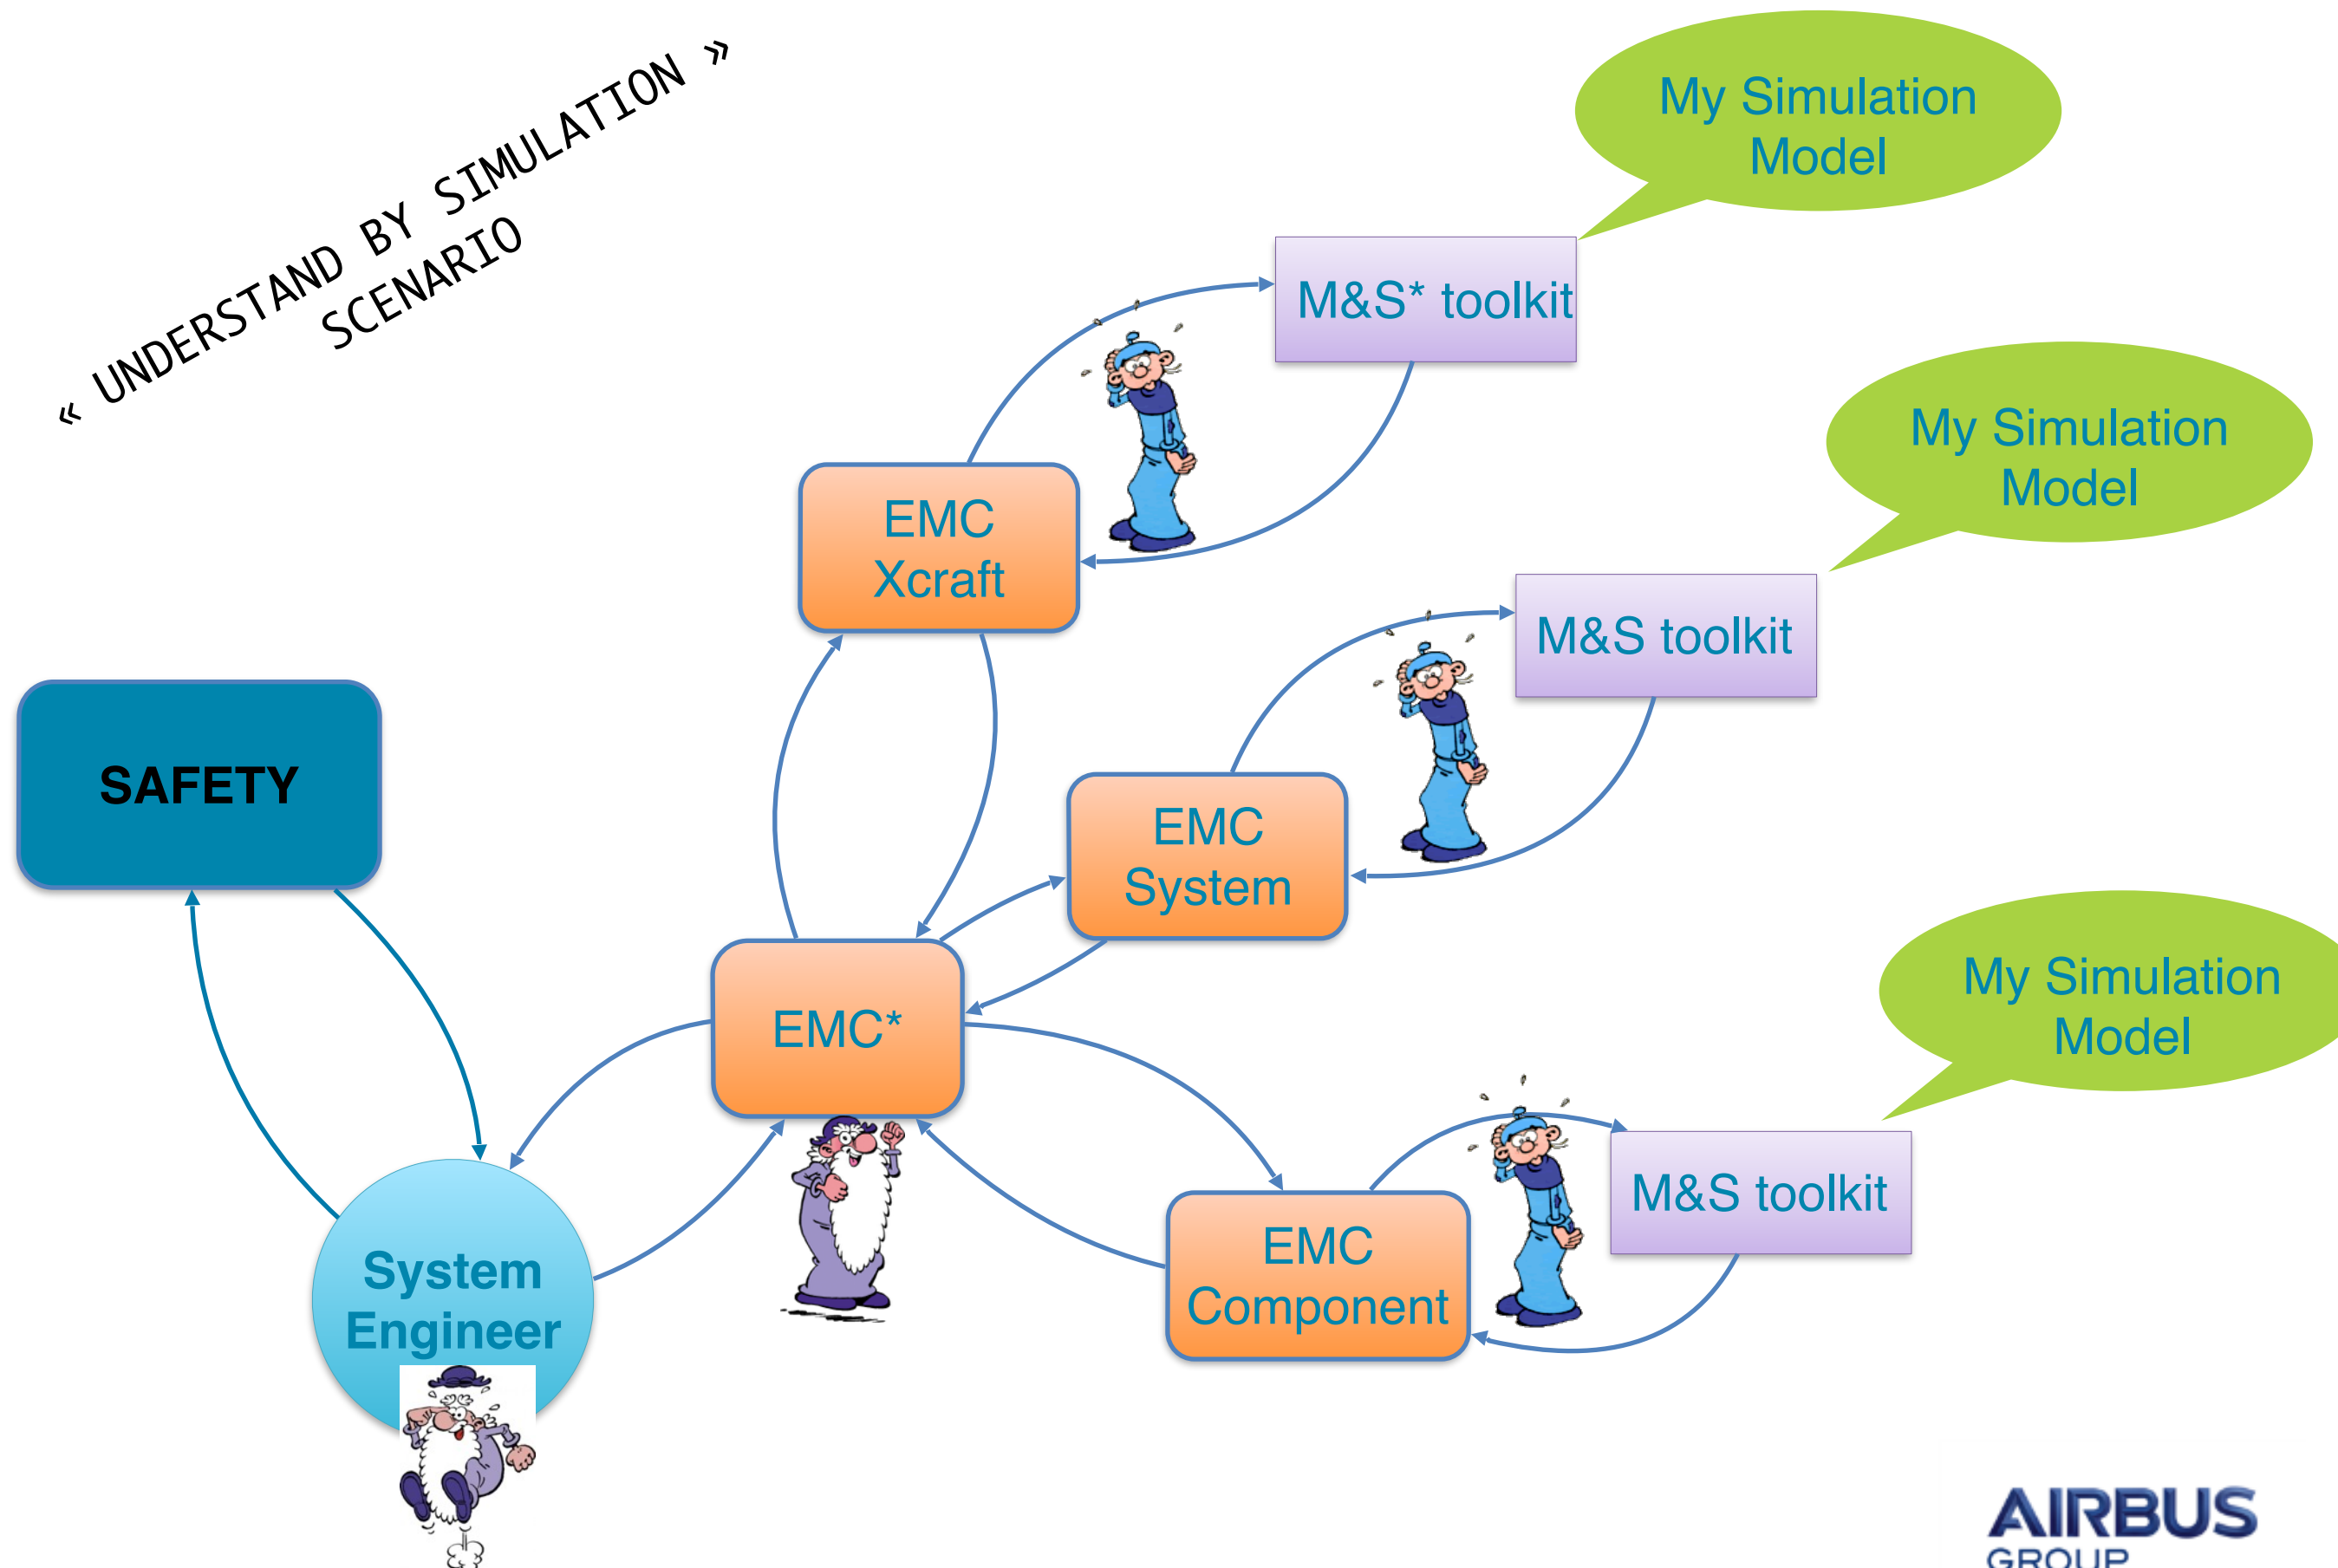 « UNDERSTAND BY SIMULATION »
SCENARIO
My Simulation
Model
M&S* toolkit
My Simulation
Model
EMC
Xcraft
M&S toolkit
SAFETY
EMC
System
My Simulation
Model
EMC*
M&S toolkit
EMC
Component
System
Engineer
AIRBUS
GROUP